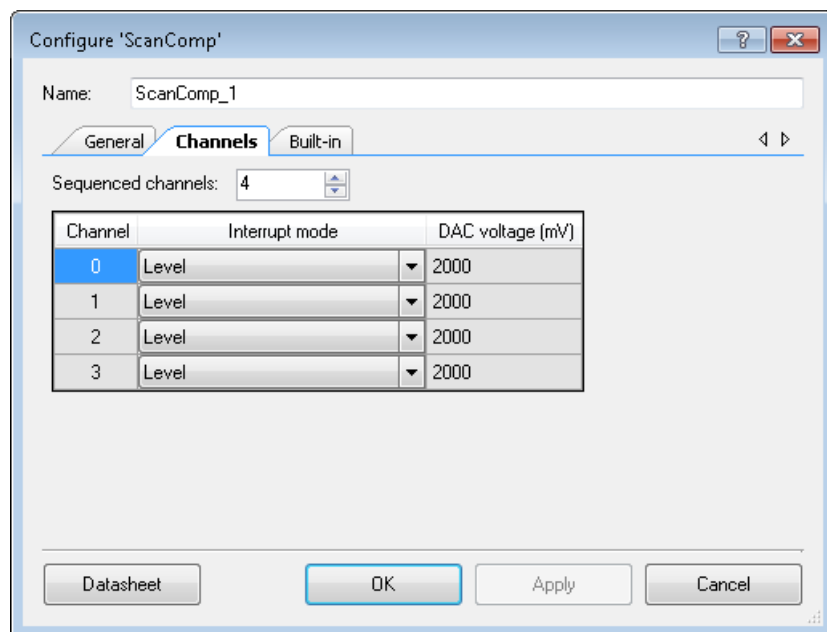 Configure 'ScanComp'
Name: ScanComp_1
General Channels Built-in
Sequenced channels: 4
Channel Interrupt mode DAC voltage (mV)
0 Level 2000
1 Level 2000
2 Level 2000
3 Level 2000
Datasheet OK Apply Cancel